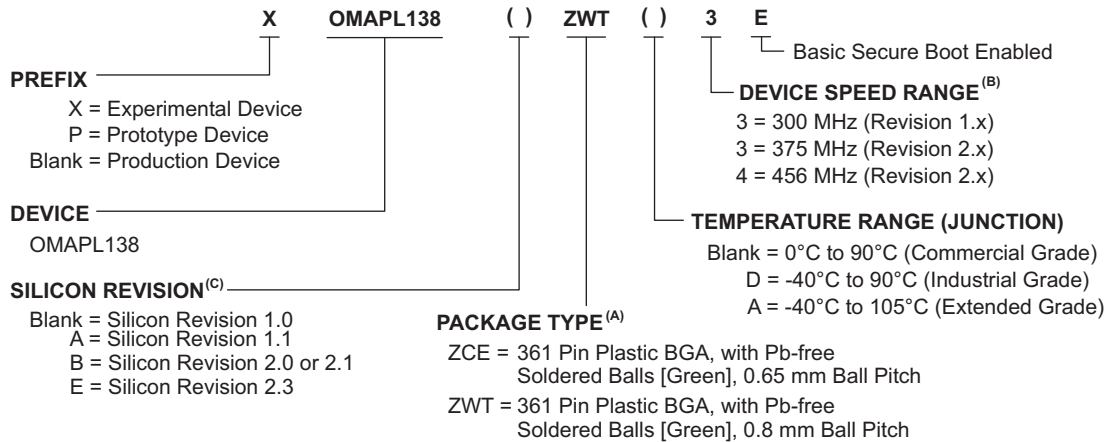 X OMAPL138 ( ) ZWT ( ) 3 E
Basic Secure Boot Enabled
PREFIX
X = Experimental Device
P = Prototype Device
Blank = Production Device
DEVICE SPEED RANGE(B)
3 = 300 MHz (Revision 1.x)
3 = 375 MHz (Revision 2.x)
4 = 456 MHz (Revision 2.x)
DEVICE
OMAPL138
TEMPERATURE RANGE (JUNCTION)
Blank = 0°C to 90°C (Commercial Grade)
D = -40°C to 90°C (Industrial Grade)
A = -40°C to 105°C (Extended Grade)
SILICON REVISION(C)
Blank = Silicon Revision 1.0
A = Silicon Revision 1.1
B = Silicon Revision 2.0 or 2.1
E = Silicon Revision 2.3
PACKAGE TYPE(A)
ZCE = 361 Pin Plastic BGA, with Pb-free
Soldered Balls [Green], 0.65 mm Ball Pitch
ZWT = 361 Pin Plastic BGA, with Pb-free
Soldered Balls [Green], 0.8 mm Ball Pitch